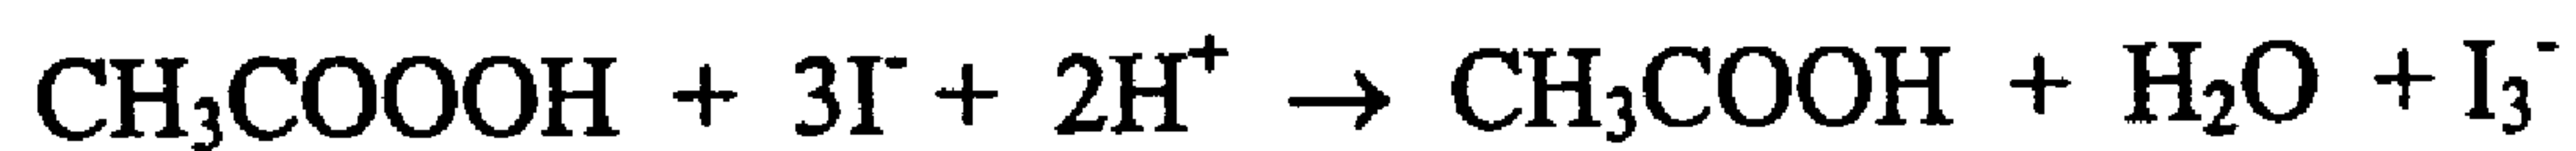 CH₃COOOH + 3I⁻ + 2H⁺ → CH₃COOH + H₂O + I₃⁻